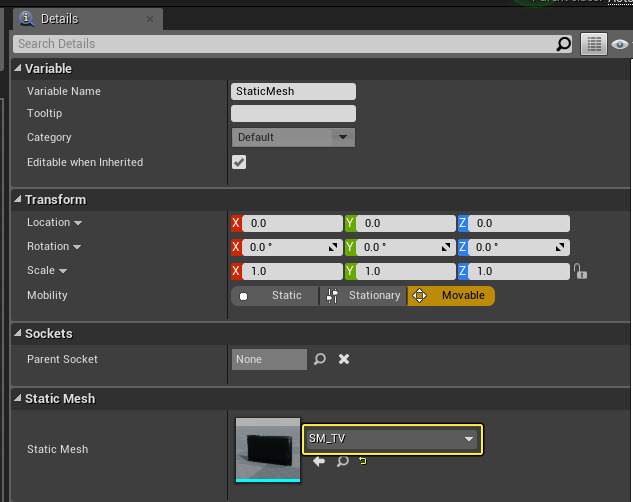 Details
Search Details
Variable
Variable Name StaticMesh
Tooltip
Category Default
Editable when Inherited
Transform
Location X 0.0 Y 0.0 Z 0.0
Rotation X 0.0 ° Y 0.0 ° Z 0.0 °
Scale X 1.0 Y 1.0 Z 1.0
Mobility Static Stationary Movable
Sockets
Parent Socket None
Static Mesh
Static Mesh SM_TV